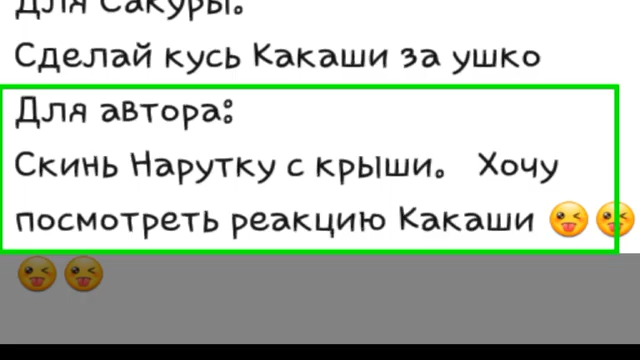 Для Сакуры.
Сделай кусь Какаши за ушко
Для автора:
Скинь Нарутку с крыши. Хочу
посмотреть реакцию Какаши 😜😜
😜😜